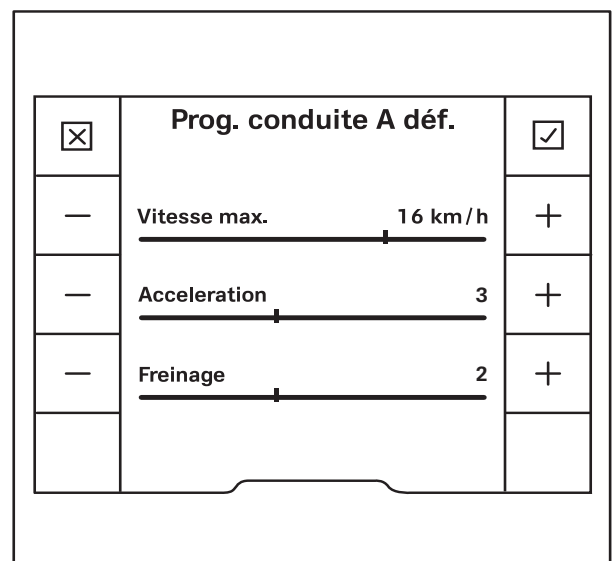 Prog. conduite A déf.
Vitesse max. 16 km/h
Acceleration 3
Freinage 2